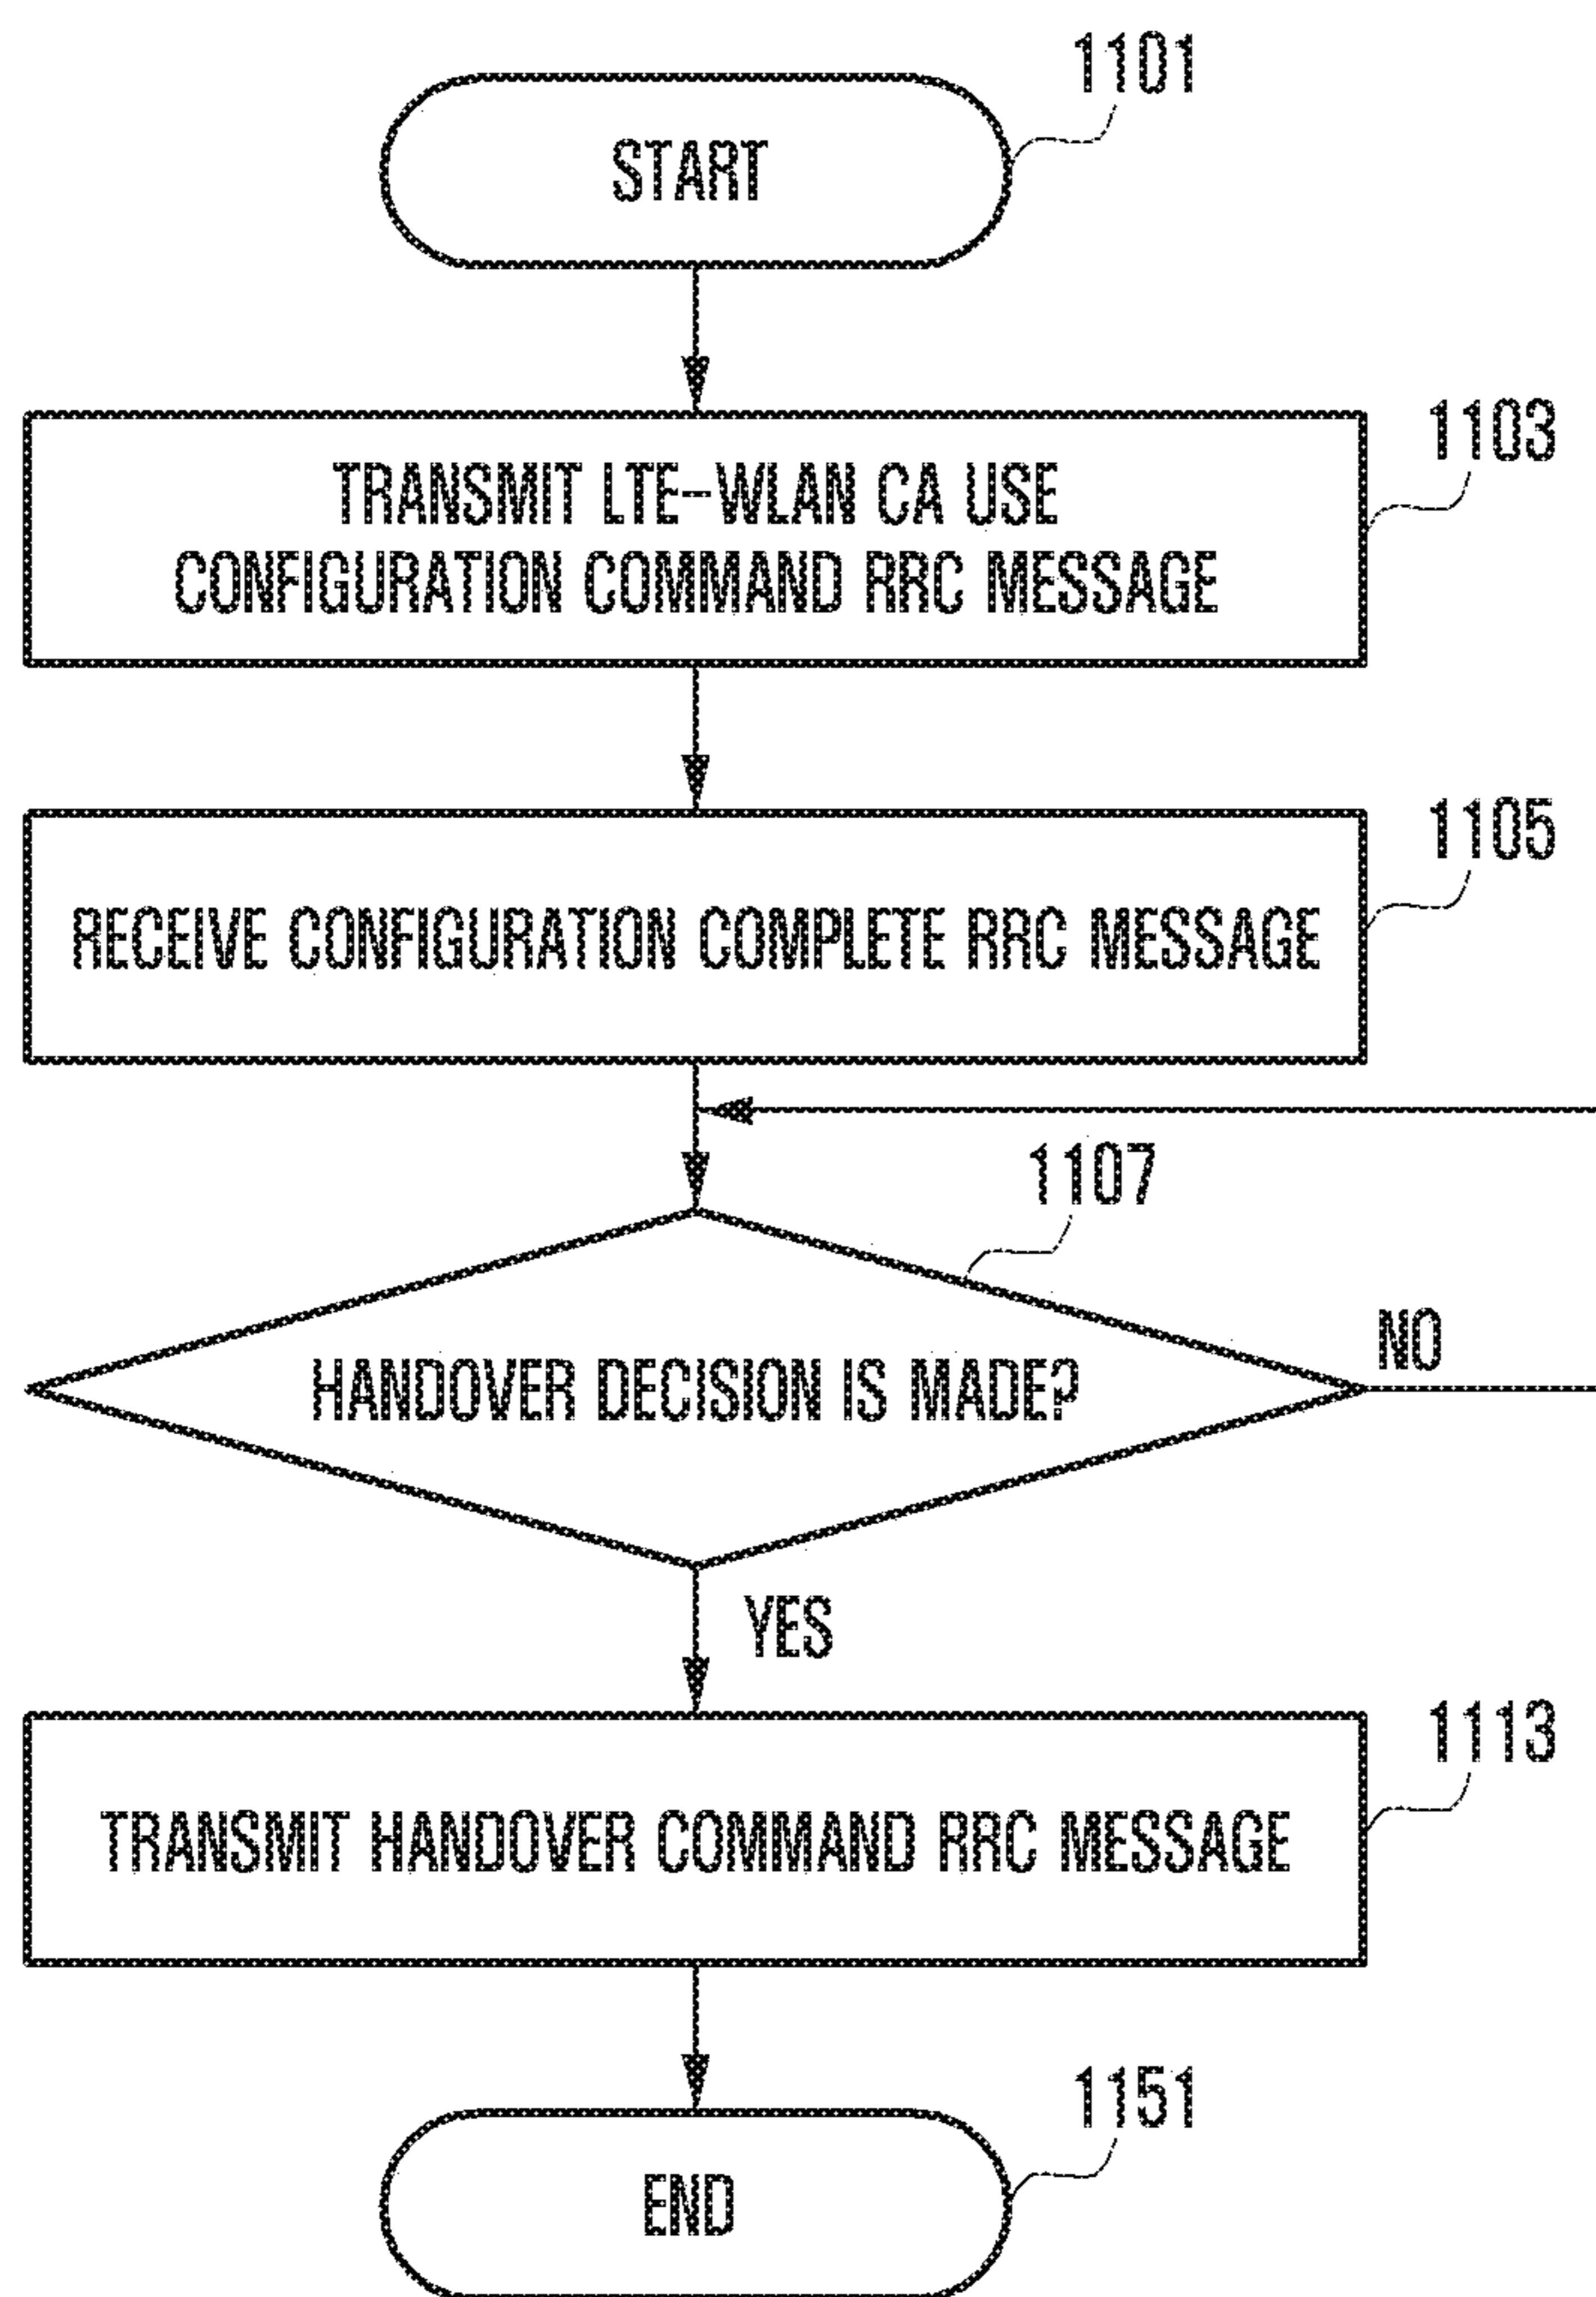 1101
START
1103
TRANSMIT LTE-WLAN CA USE
CONFIGURATION COMMAND RRC MESSAGE
1105
RECEIVE CONFIGURATION COMPLETE RRC MESSAGE
1107
HANDOVER DECISION IS MADE?
NO
YES
1113
TRANSMIT HANDOVER COMMAND RRC MESSAGE
1151
END